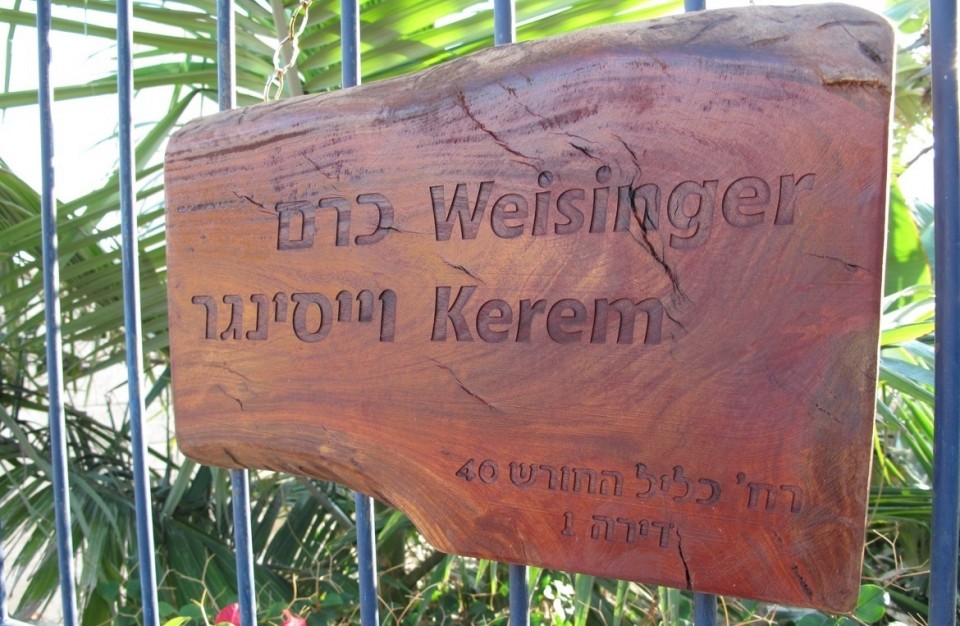 כרם Weisinger
וייסינגר Kerem
רח' כליל החורש 40
דירה 1